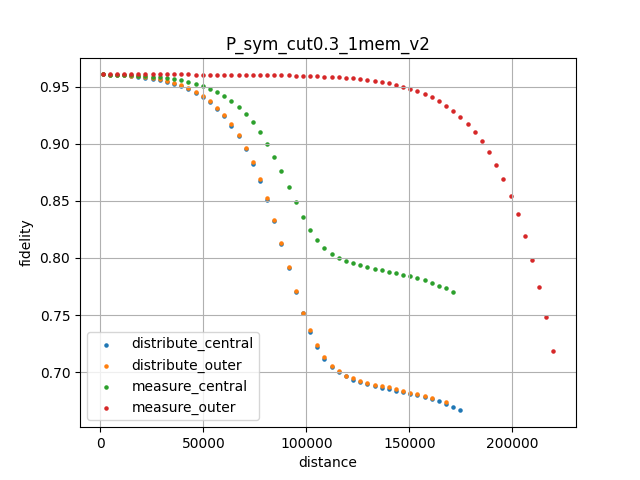 P_sym_cut0.3_1mem_v2
0.95
0.90
0.85
0.80
0.75
0.70
fidelity
distribute_central
distribute_outer
measure_central
measure_outer
0 50000 100000 150000 200000
distance